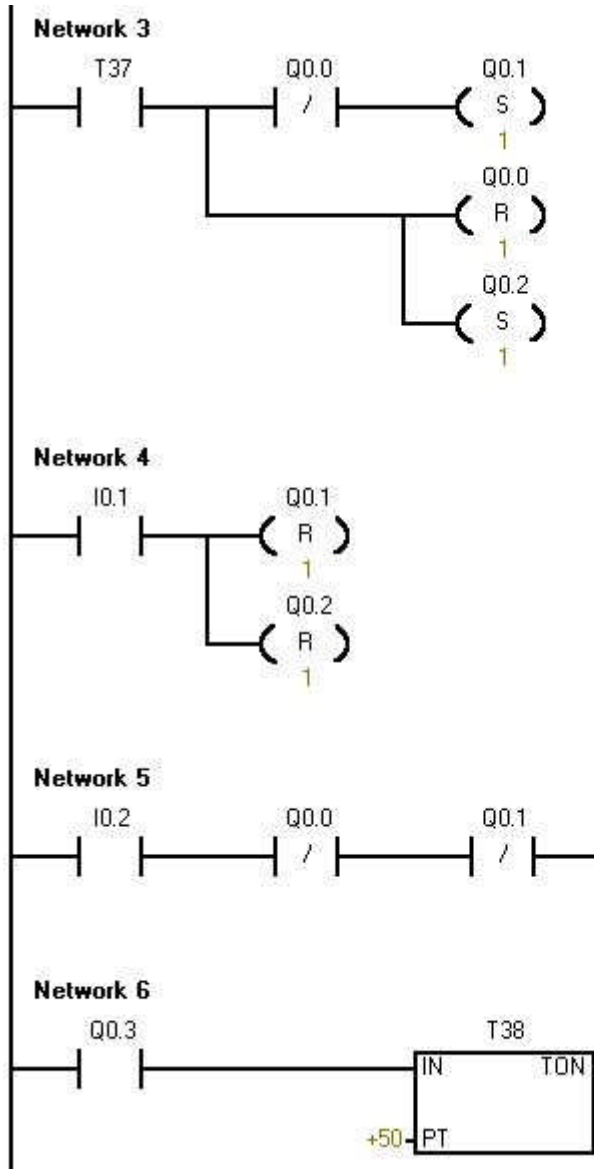 Network 3
T37 Q0.0 Q0.1
/ S
1
Q0.0
R
1
Q0.2
S
1
Network 4
I0.1 Q0.1
R
1
Q0.2
R
1
Network 5
I0.2 Q0.0 Q0.1
/ /
Network 6
Q0.3 T38
IN TON
+50 PT